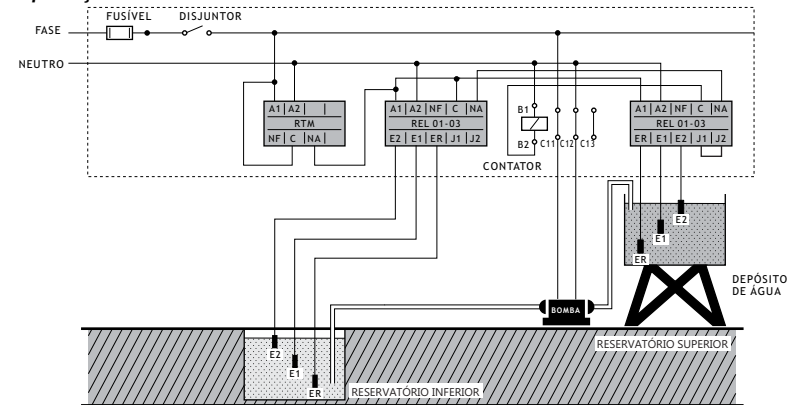 FUSÍVEL DISJUNTOR
FASE
NEUTRO
A1 A2
RTM
NF C NA
A1 A2 NF C NA
REL 01-03
E2 E1 ER J1 J2
B1
B2 C11 C12 C13
CONTATOR
A1 A2 NF C NA
REL 01-03
ER E1 E2 J1 J2
E2
E1
ER
DEPÓSITO
DE ÁGUA
BOMBA
RESERVATÓRIO SUPERIOR
E2
E1
ER
RESERVATÓRIO INFERIOR